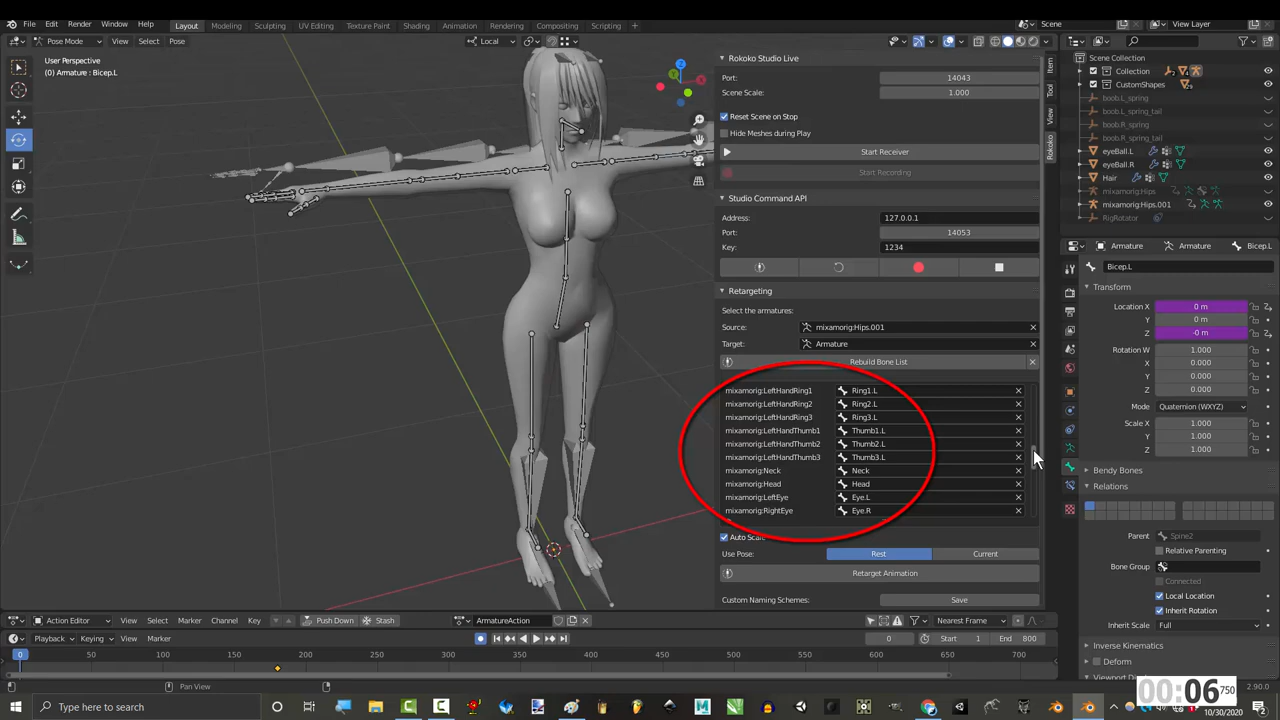 File Edit Render Window Help Layout Modeling Sculpting UV Editing Texture Paint Shading Animation Rendering Compositing Scripting + Scene View Layer
Pose Mode View Select Pose Local
User Perspective
(0) Armature : Bicep.L
Z
Rokoko Studio Live
Port: 14043
Scene Scale: 1.000
Reset Scene on Stop
Hide Meshes during Play
Start Receiver
Start Recording
Studio Command API
Address: 127.0.0.1
Port: 14053
Key: 1234
Retargeting
Select the armatures:
Source: mixamorig:Hips.001
Target: Armature
Rebuild Bone List
mixamorig:LeftHandRing1 Ring1.L
mixamorig:LeftHandRing2 Ring2.L
mixamorig:LeftHandRing3 Ring3.L
mixamorig:LeftHandThumb1 Thumb1.L
mixamorig:LeftHandThumb2 Thumb2.L
mixamorig:LeftHandThumb3 Thumb3.L
mixamorig:Neck Neck
mixamorig:Head Head
mixamorig:LeftEye Eye.L
mixamorig:RightEye Eye.R
Auto Scale
Use Pose: Rest Current
Retarget Animation
Custom Naming Schemes: Save
Item
Tool
View
Rokoko
Scene Collection
Collection
CustomShapes
boob.L_spring
boob.L_spring_tail
boob.R_spring
boob.R_spring_tail
eyeBall.L
eyeBall.R
Hair
mixamorig:Hips
mixamorig:Hips.001
RigRotator
Armature Armature Bicep.L
Bicep.L
Transform
Location X 0 m
Y 0 m
Z -0 m
Rotation W 1.000
X 0.000
Y 0.000
Z 0.000
Mode Quaternion (WXYZ)
Scale X 1.000
Y 1.000
Z 1.000
Bendy Bones
Relations
Parent Spine2
Relative Parenting
Bone Group
Connected
Local Location
Inherit Rotation
Inherit Scale Full
Inverse Kinematics
Deform
Viewport
Action Editor View Select Marker Channel Key Push Down Stash ArmatureAction Nearest Frame
Playback Keying View Marker 0 Start 1 End 800
0 50 100 150 200 250 300 350 400 450 500 550 600 650 700
Pan View 2.90.0
00:06 750
Type here to search
10/30/2020